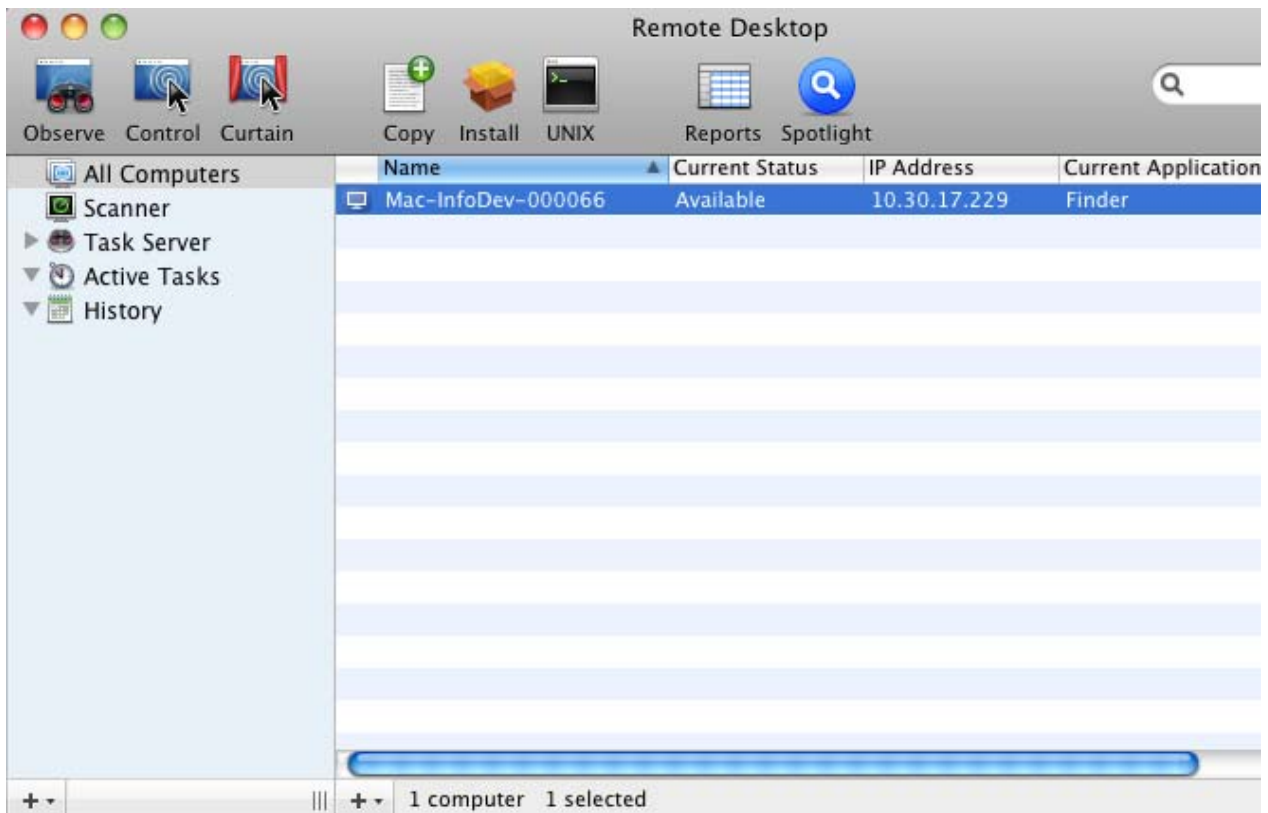 Remote Desktop
Observe Control Curtain Copy Install UNIX Reports Spotlight
All Computers
Scanner
Task Server
Active Tasks
History
Name Current Status IP Address Current Application
Mac-InfoDev-000066 Available 10.30.17.229 Finder
1 computer 1 selected